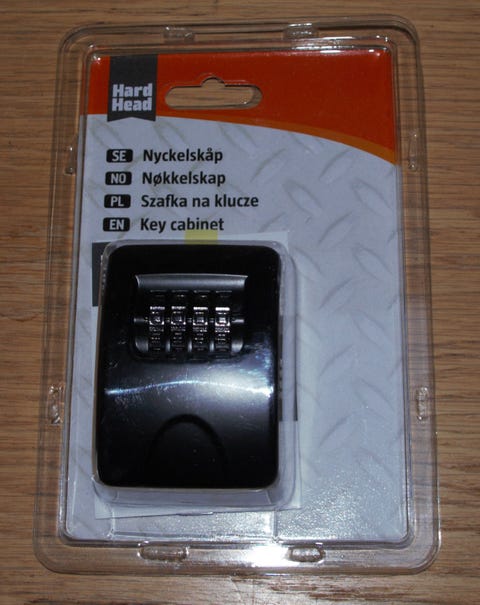 Hard
Head
SE Nyckelskåp
NO Nøkkelskap
PL Szafka na klucze
EN Key cabinet